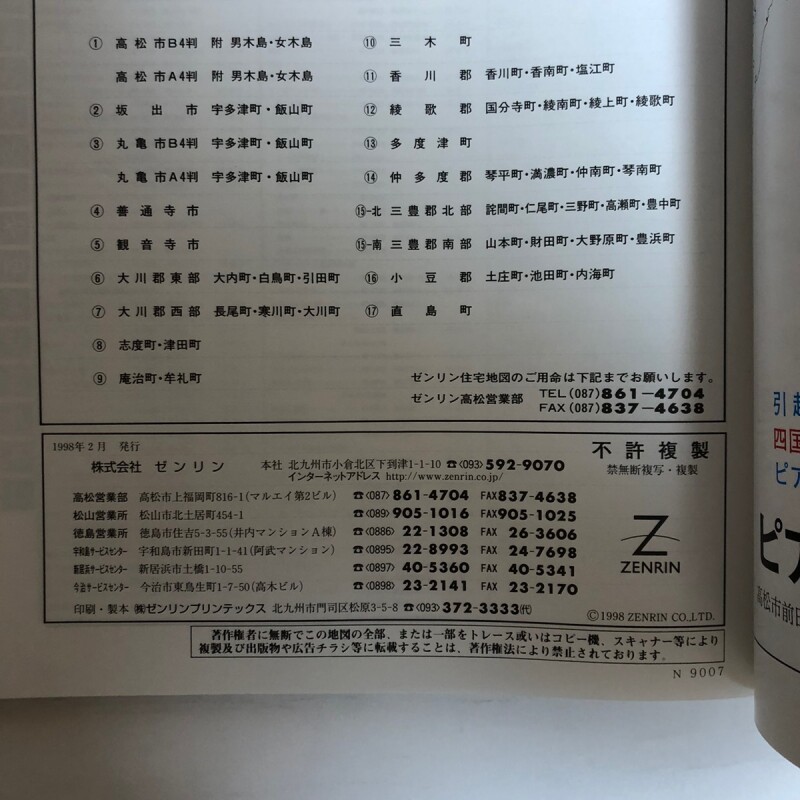 ① 高松市B4判 附 男木島・女木島
高松市A4判 附 男木島・女木島
② 坂出市 宇多津町・飯山町
③ 丸亀市B4判 宇多津町・飯山町
丸亀市A4判 宇多津町・飯山町
④ 善通寺市
⑤ 観音寺市
⑥ 大川郡東部 大内町・白鳥町・引田町
⑦ 大川郡西部 長尾町・寒川町・大川町
⑧ 志度町・津田町
⑨ 庵治町・牟礼町
⑩ 三木町
⑪ 香川郡 香川町・香南町・塩江町
⑫ 綾歌郡 国分寺町・綾南町・綾上町・綾歌町
⑬ 多度津町
⑭ 仲多度郡 琴平町・満濃町・仲南町・琴南町
⑮-北 三豊郡北部 詫間町・仁尾町・三野町・高瀬町・豊中町
⑮-南 三豊郡南部 山本町・財田町・大野原町・豊浜町
⑯ 小豆郡 土庄町・池田町・内海町
⑰ 直島町
ゼンリン住宅地図のご用命は下記までお願いします。
ゼンリン高松営業部 TEL(087)861-4704
FAX(087)837-4638
1998年2月 発行
不許複製
禁無断複写・複製
株式会社 ゼンリン 本社 北九州市小倉北区下到津1-1-10 ☎〈093〉592-9070
インターネットアドレス http://www.zenrin.co.jp/
高松営業部 高松市上福岡町816-1(マルエイ第2ビル) ☎〈087〉861-4704 FAX837-4638
松山営業所 松山市北土居町454-1 ☎〈089〉905-1016 FAX905-1025
徳島営業所 徳島市住吉5-3-55(井内マンションA棟) ☎〈0886〉22-1308 FAX 26-3606
宇和島サービスセンター 宇和島市新田町1-1-41(阿武マンション) ☎〈0895〉22-8993 FAX 24-7698
新居浜サービスセンター 新居浜市土橋1-10-55 ☎〈0897〉40-5360 FAX 40-5341
今治サービスセンター 今治市東鳥生町1-7-50(高木ビル) ☎〈0898〉23-2141 FAX 23-2170
印刷・製本 ㈱ゼンリンプリンテックス 北九州市門司区松原3-5-8 ☎〈093〉372-3333㈹
Z
ZENRIN
©1998 ZENRIN CO.,LTD.
著作権者に無断でこの地図の全部、または一部をトレース或いはコピー機、スキャナー等により
複製及び出版物や広告チラシ等に転載することは、著作権法により禁止されております。
N 9007
引越
四国
ピア
ピア
高松市前田